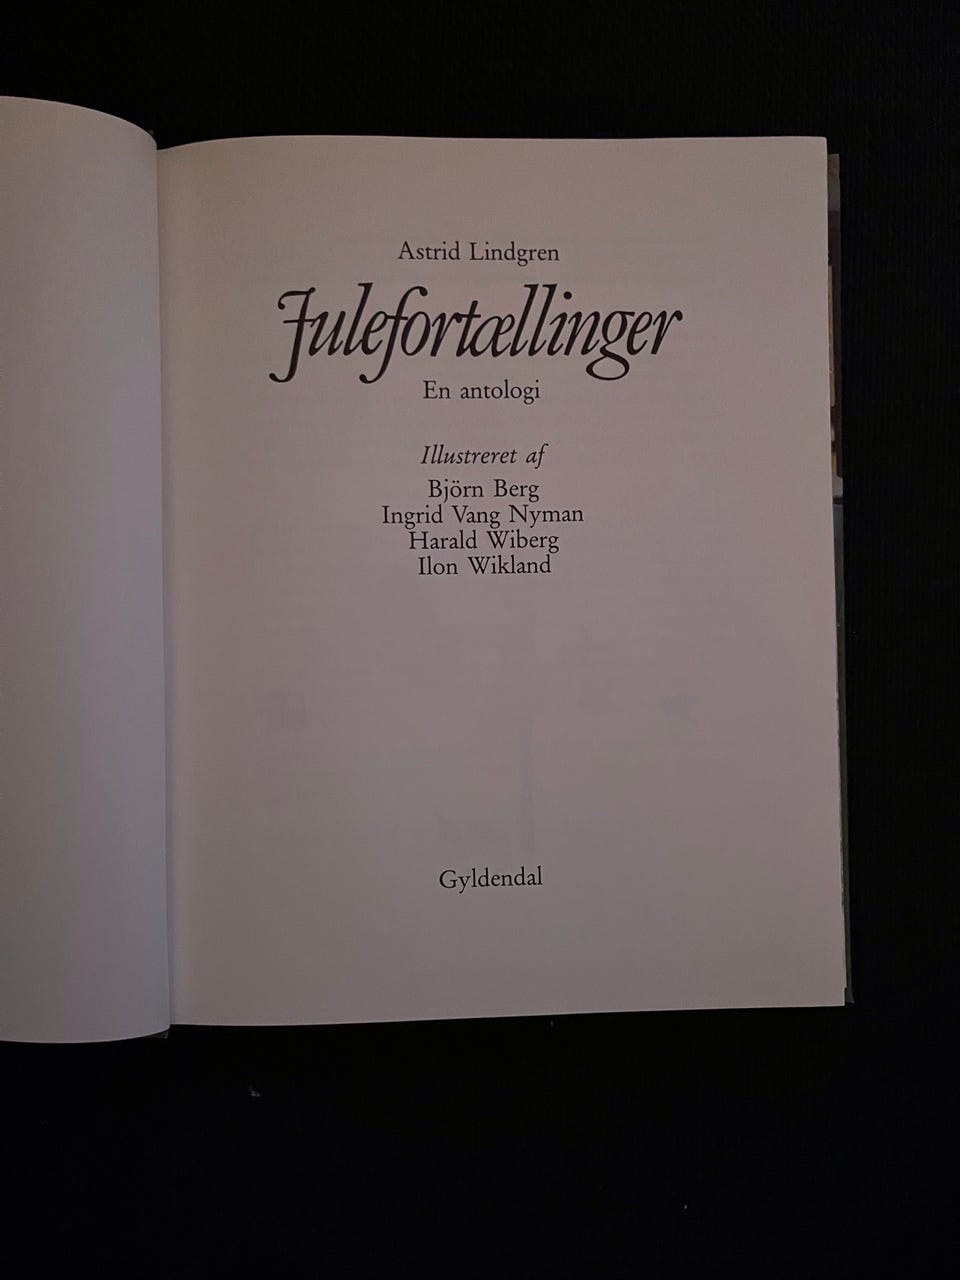 Astrid Lindgren
Julefortællinger
En antologi
Illustreret af
Björn Berg
Ingrid Vang Nyman
Harald Wiberg
Ilon Wikland
Gyldendal